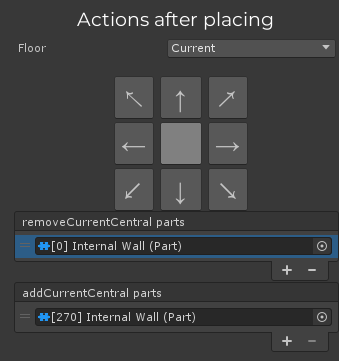 Actions after placing
Floor Current
↖ ↑ ↗
← →
↙ ↓ ↘
removeCurrentCentral parts
[0] Internal Wall (Part)
+ −
addCurrentCentral parts
[270] Internal Wall (Part)
+ −